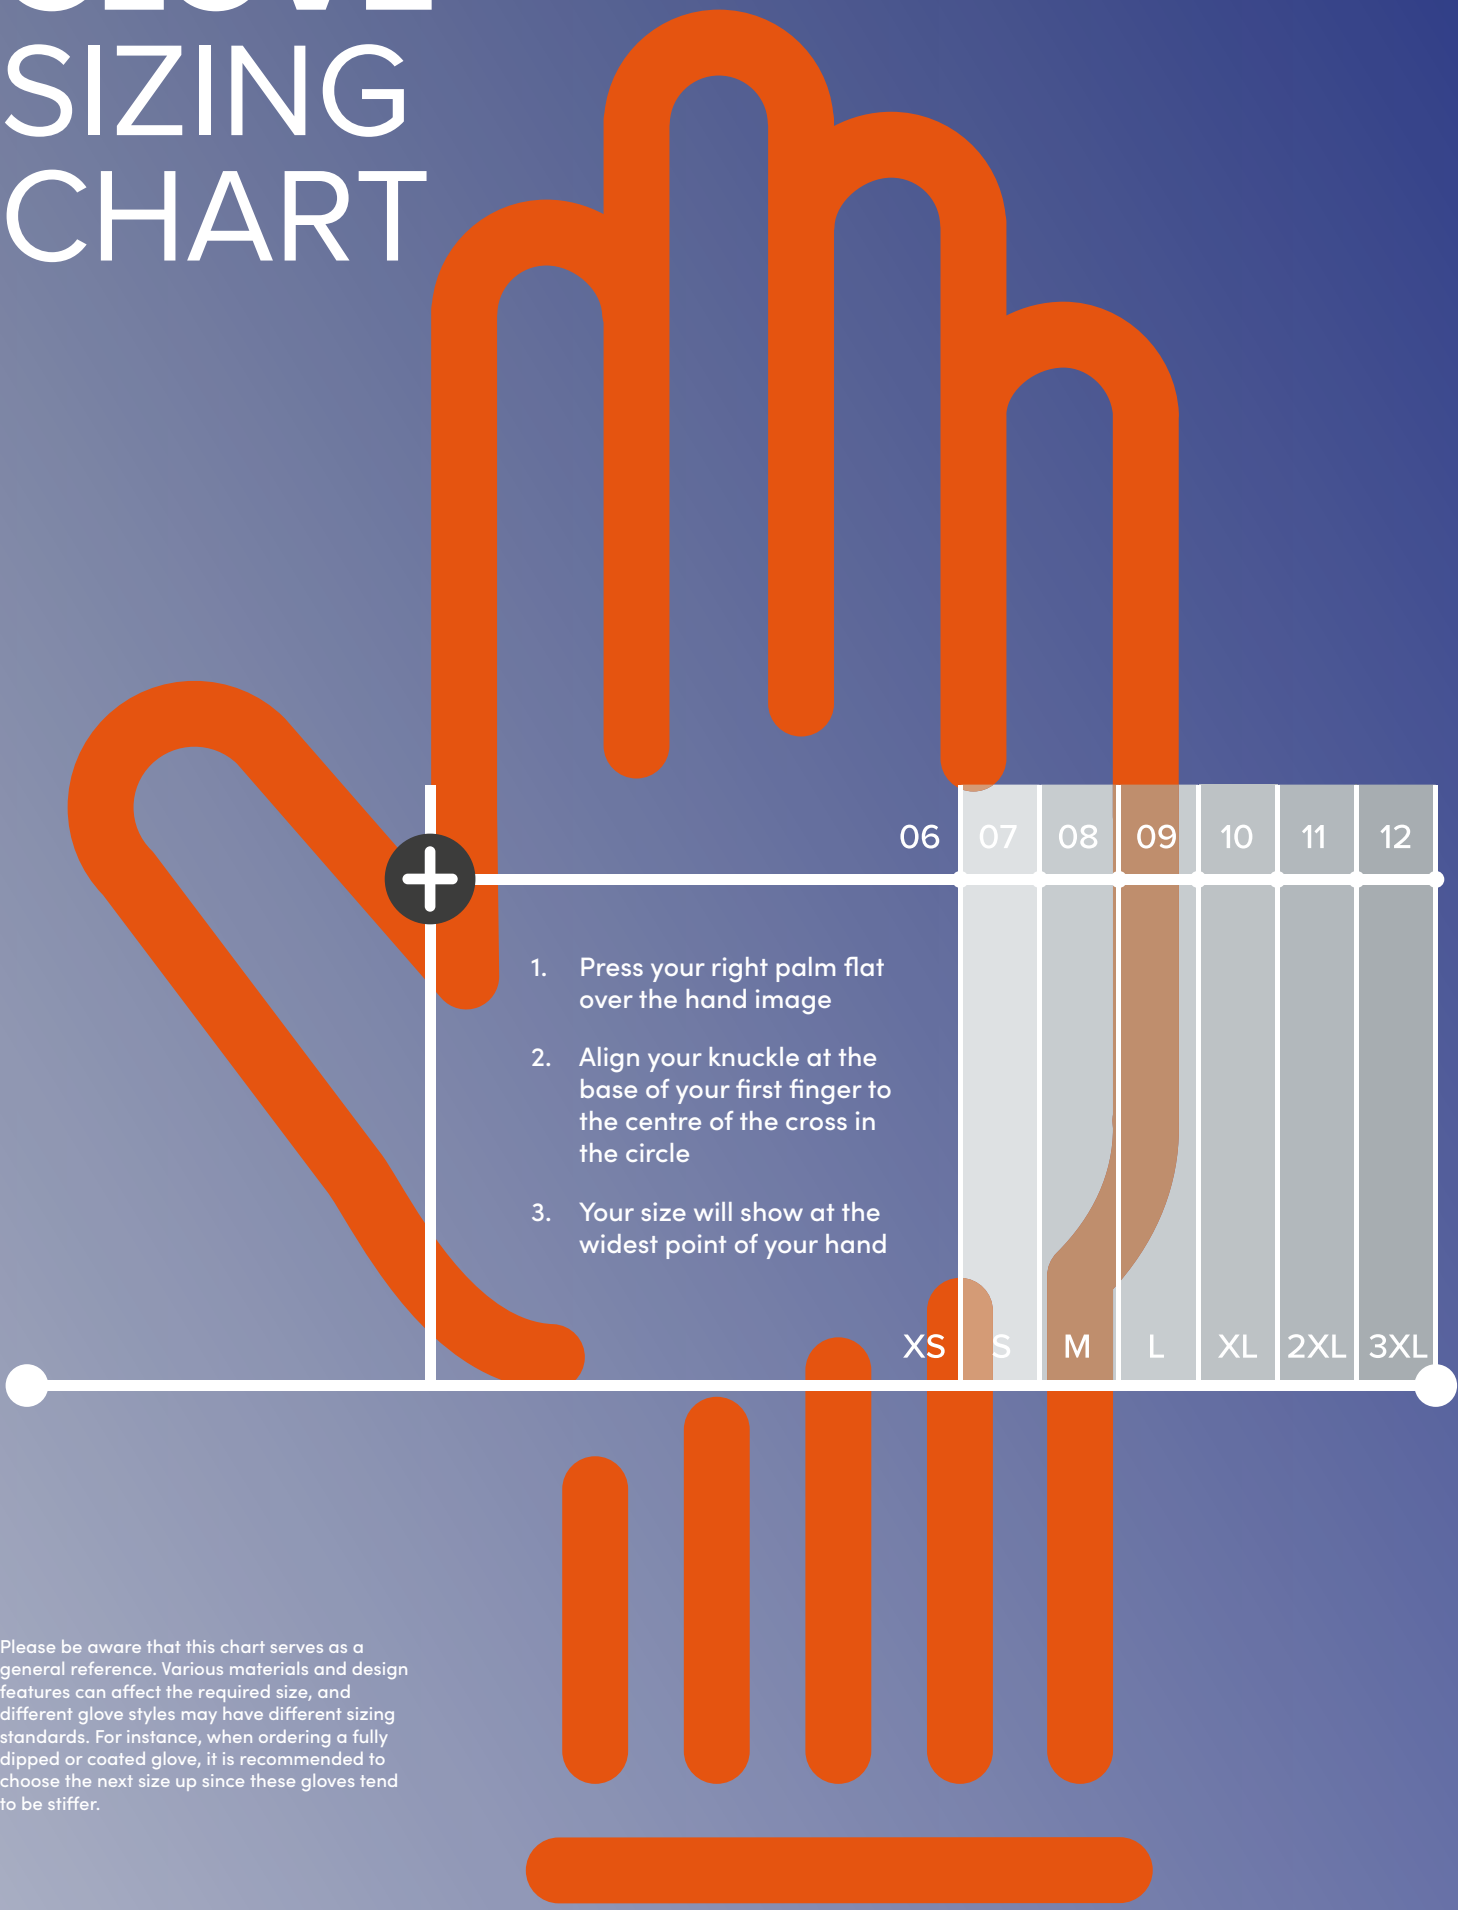 GLOVE
SIZING
CHART
06 07 08 09 10 11 12
1. Press your right palm flat
over the hand image
2. Align your knuckle at the
base of your first finger to
the centre of the cross in
the circle
3. Your size will show at the
widest point of your hand
XS S M L XL 2XL 3XL
Please be aware that this chart serves as a
general reference. Various materials and design
features can affect the required size, and
different glove styles may have different sizing
standards. For instance, when ordering a fully
dipped or coated glove, it is recommended to
choose the next size up since these gloves tend
to be stiffer.